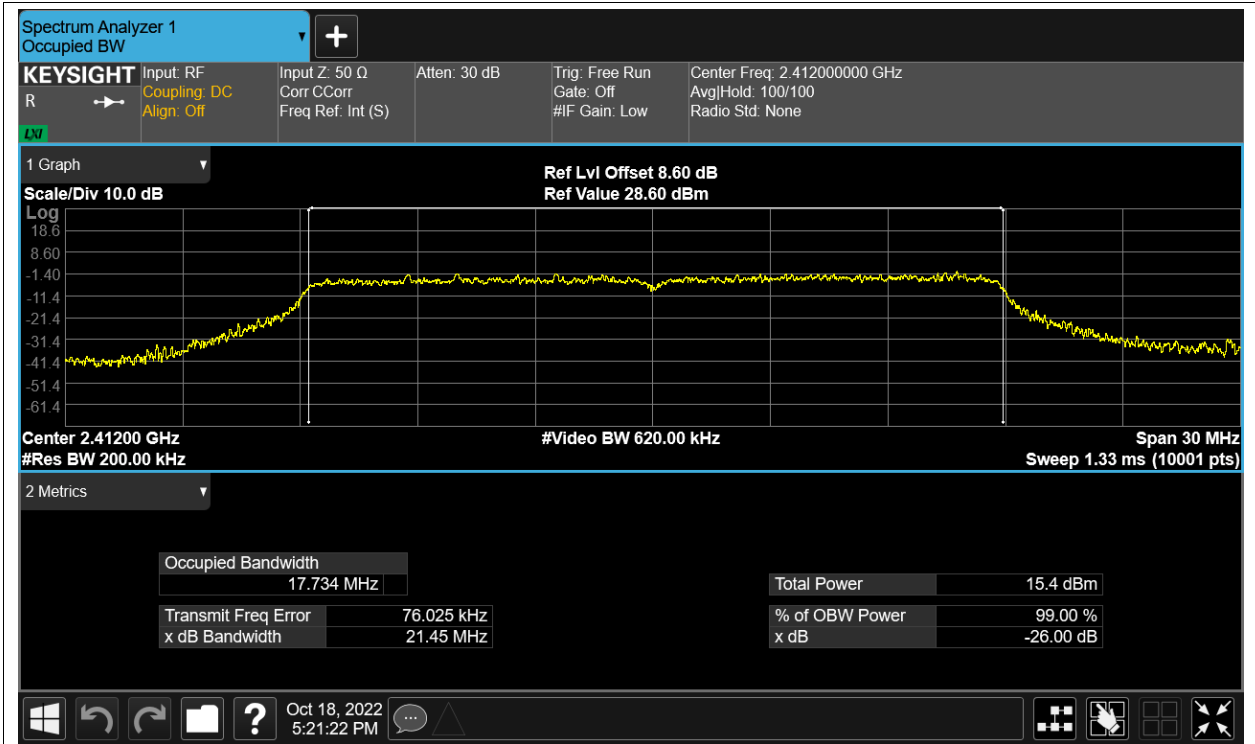 Spectrum Analyzer 1
Occupied BW
KEYSIGHT
R
LXI
Input: RF
Coupling: DC
Align: Off
Input Z: 50 Ω
Corr CCorr
Freq Ref: Int (S)
Atten: 30 dB
Trig: Free Run
Gate: Off
#IF Gain: Low
Center Freq: 2.412000000 GHz
Avg|Hold: 100/100
Radio Std: None
1 Graph
Scale/Div 10.0 dB
Ref Lvl Offset 8.60 dB
Ref Value 28.60 dBm
Log
18.6
8.60
-1.40
-11.4
-21.4
-31.4
-41.4
-51.4
-61.4
Center 2.41200 GHz
#Video BW 620.00 kHz
Span 30 MHz
#Res BW 200.00 kHz
Sweep 1.33 ms (10001 pts)
2 Metrics
Occupied Bandwidth
17.734 MHz
Total Power 15.4 dBm
Transmit Freq Error 76.025 kHz
% of OBW Power 99.00 %
x dB Bandwidth 21.45 MHz
x dB -26.00 dB
?
Oct 18, 2022
5:21:22 PM